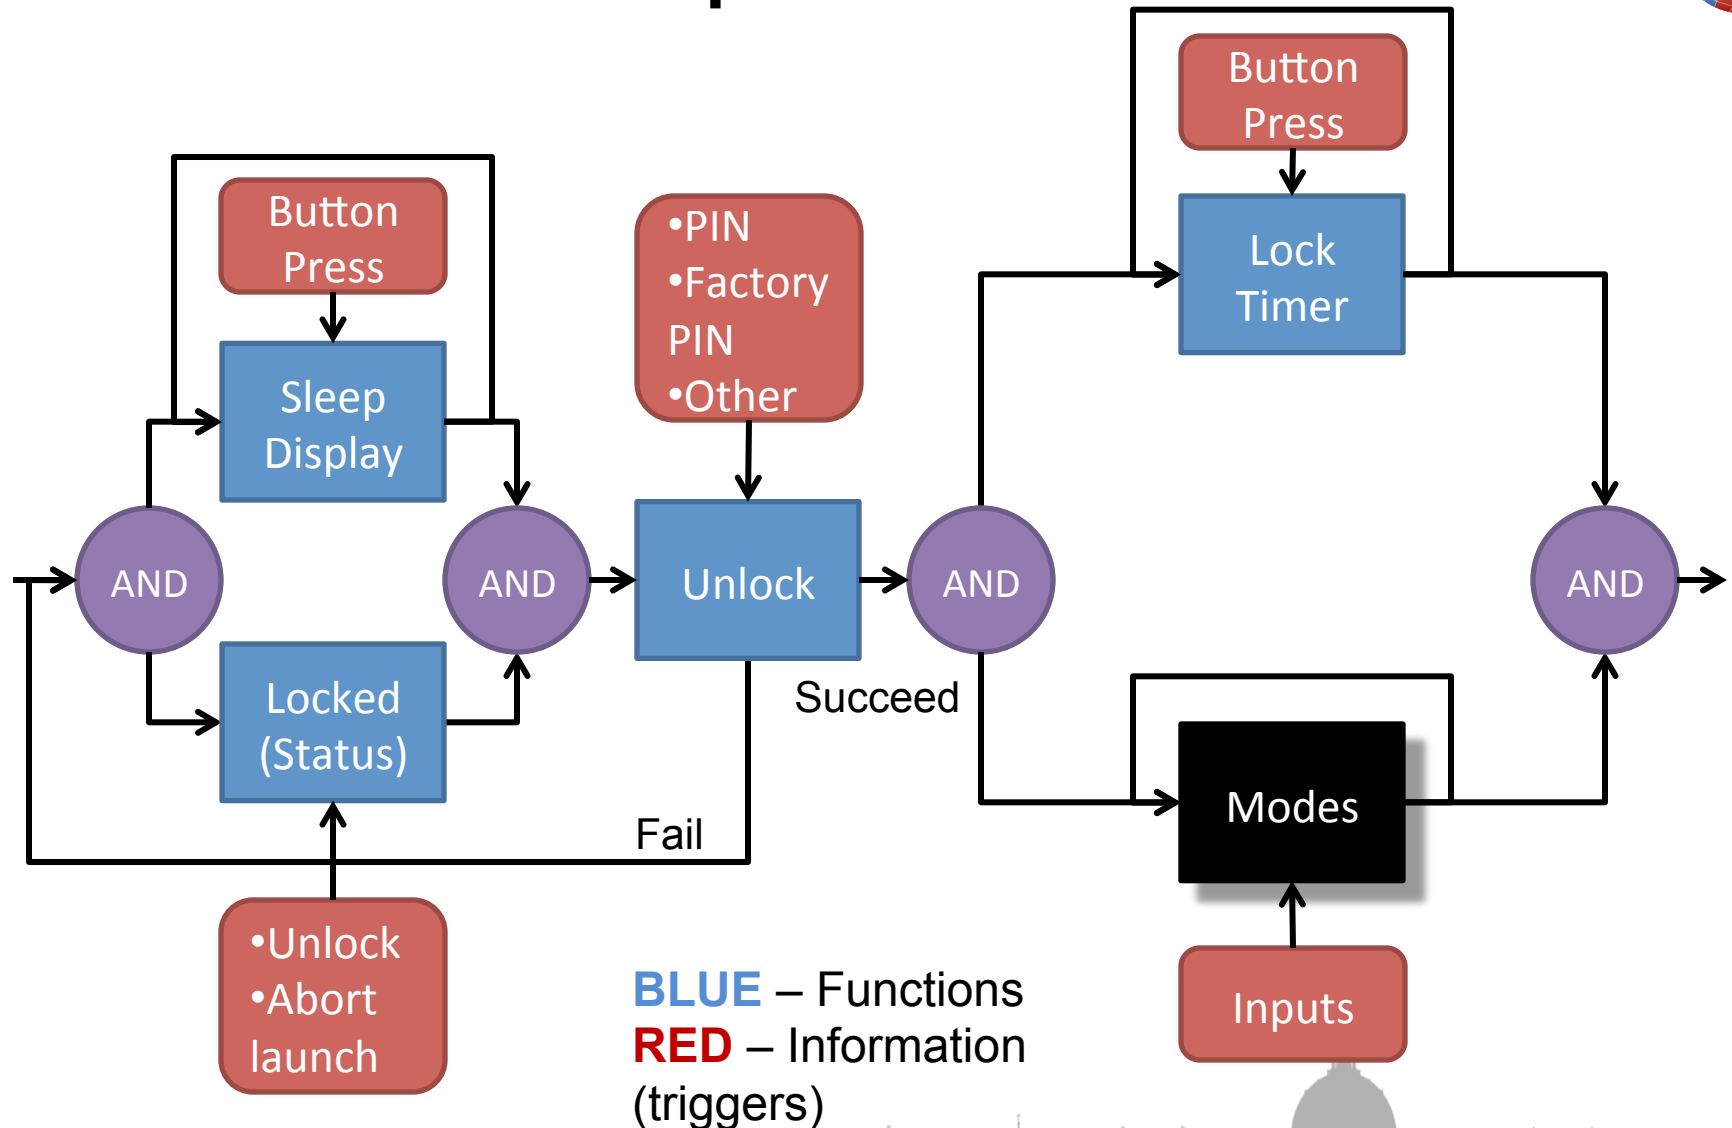 Button
Press
Sleep
Display
AND
Locked
(Status)
•Unlock
•Abort
launch
AND
•PIN
•Factory
PIN
•Other
Unlock
Fail
Succeed
AND
Button
Press
Lock
Timer
Modes
Inputs
AND
BLUE – Functions
RED – Information
(triggers)